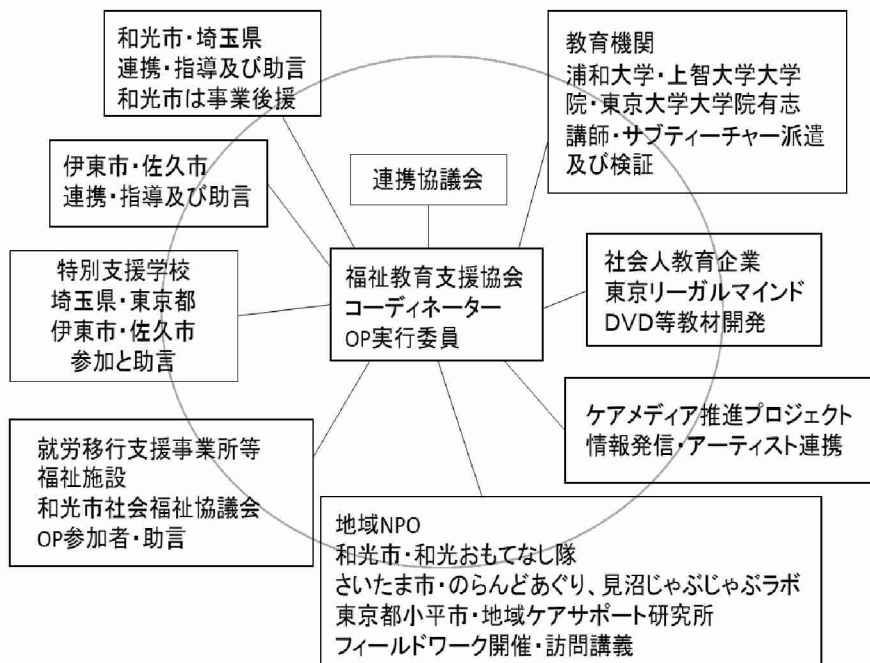 和光市・埼玉県
連携・指導及び助言
和光市は事業後援
教育機関
浦和大学・上智大学大学
院・東京大学大学院有志
講師・サブティーチャー派遣
及び検証
伊東市・佐久市
連携・指導及び助言
連携協議会
特別支援学校
埼玉県・東京都
伊東市・佐久市
参加と助言
福祉教育支援協会
コーディネーター
OP実行委員
社会人教育企業
東京リーガルマインド
DVD等教材開発
ケアメディア推進プロジェクト
情報発信・アーティスト連携
就労移行支援事業所等
福祉施設
和光市社会福祉協議会
OP参加者・助言
地域NPO
和光市・和光おもてなし隊
さいたま市・のらんどあぐり、見沼じゃぶじゃぶラボ
東京都小平市・地域ケアサポート研究所
フィールドワーク開催・訪問講義